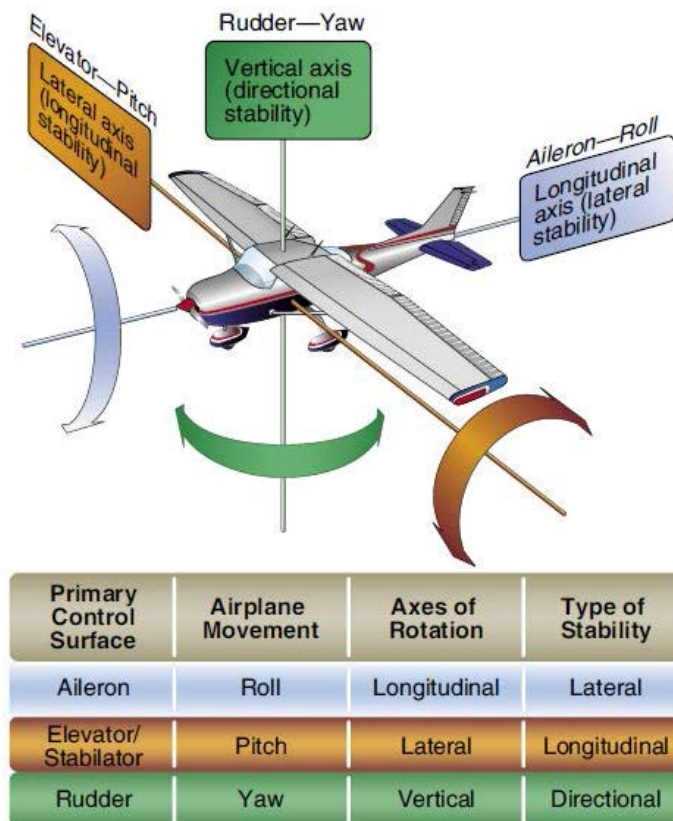 Rudder—Yaw
Vertical axis
(directional
stability)
Elevator—Pitch
Lateral axis
(longitudinal
stability)
Aileron—Roll
Longitudinal
axis (lateral
stability)
Primary
Control
Surface
Airplane
Movement
Axes of
Rotation
Type of
Stability
Aileron
Roll
Longitudinal
Lateral
Elevator/
Stabilator
Pitch
Lateral
Longitudinal
Rudder
Yaw
Vertical
Directional